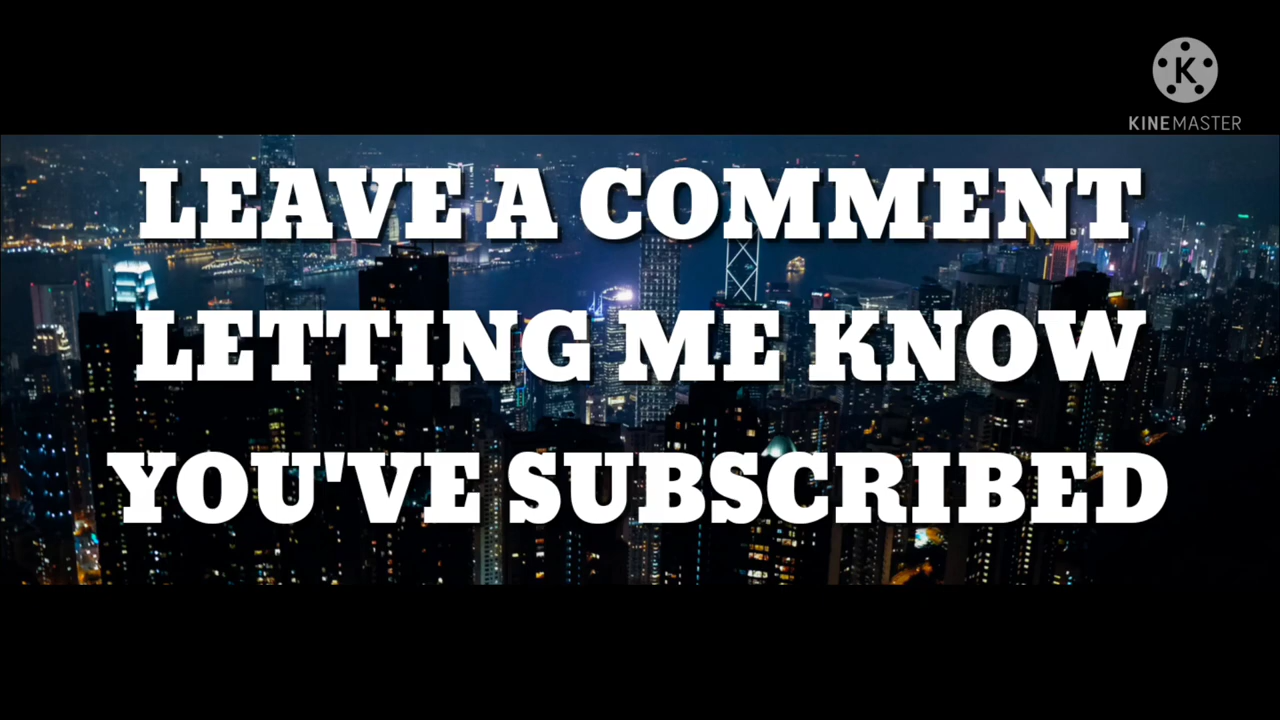 KINEMASTER
LEAVE A COMMENT
LETTING ME KNOW
YOU'VE SUBSCRIBED